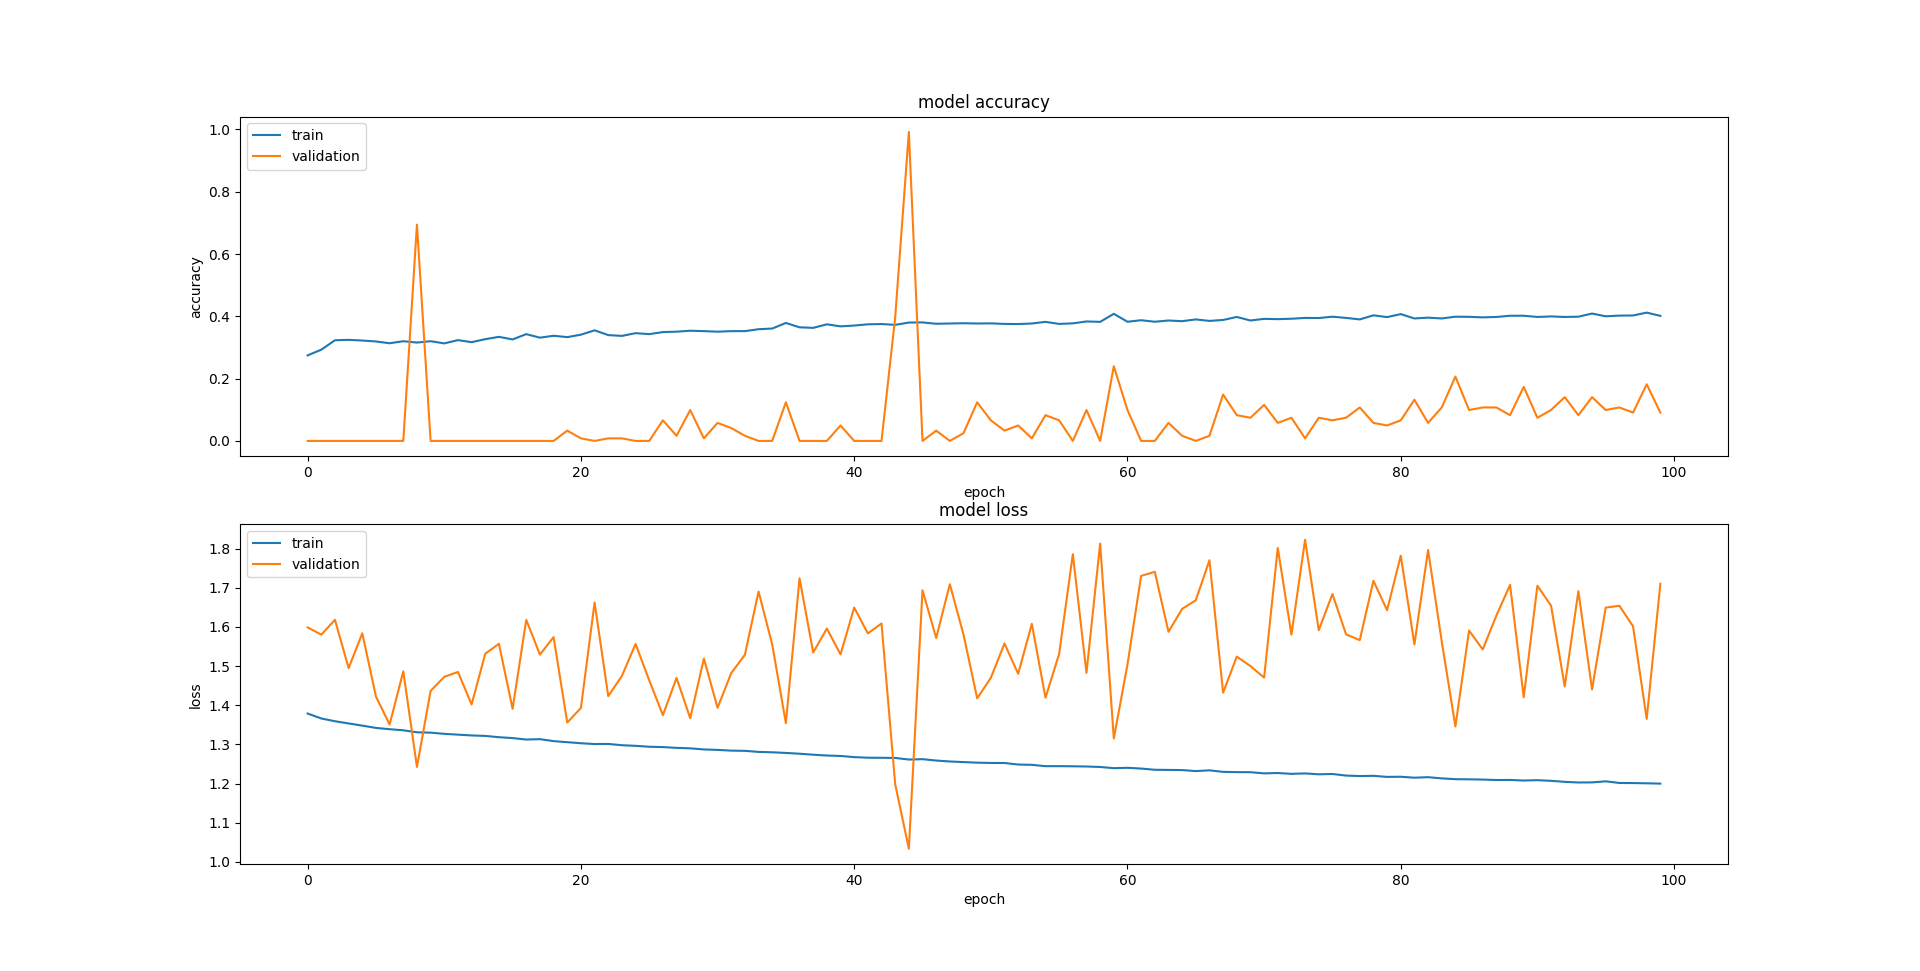 model accuracy
train
validation
1.0
0.8
0.6
0.4
0.2
0.0
accuracy
0 20 40 60 80 100
epoch
model loss
train
validation
1.8
1.7
1.6
1.5
1.4
1.3
1.2
1.1
1.0
loss
0 20 40 60 80 100
epoch